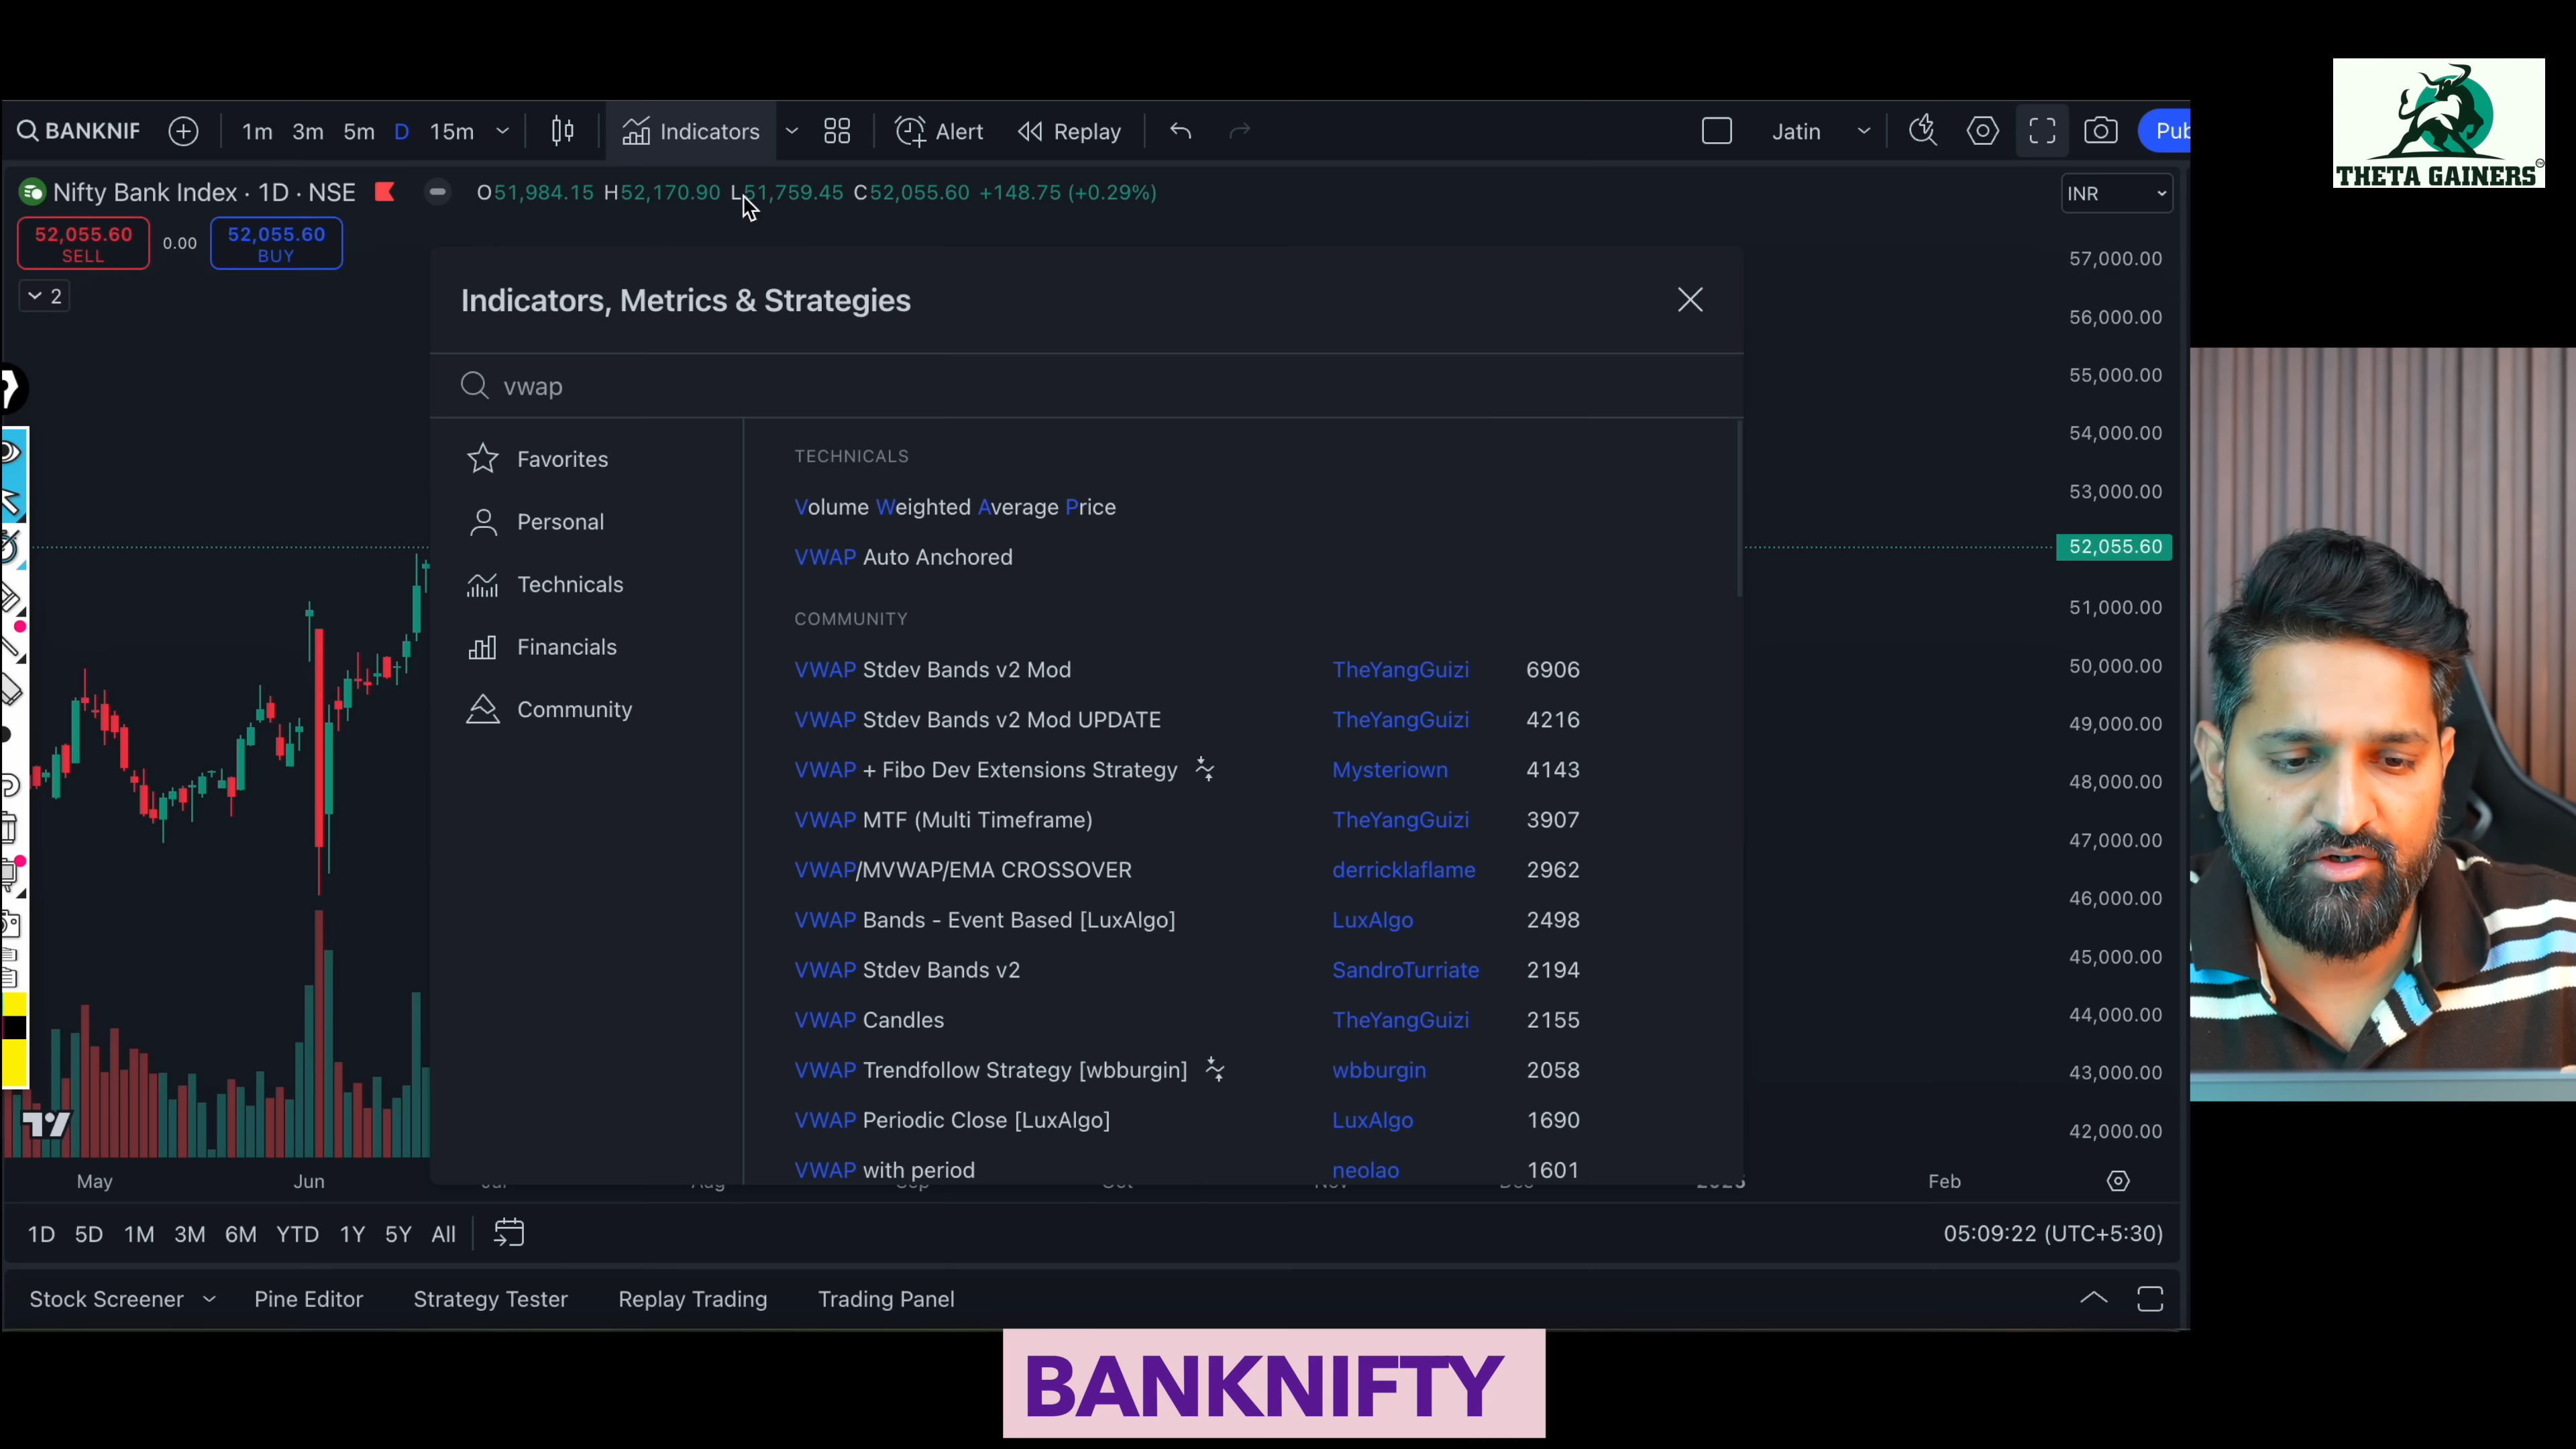 THETA GAINERS
BANKNIF 1m 3m 5m D 15m Indicators Alert Replay Jatin
Nifty Bank Index · 1D · NSE O51,984.15 H52,170.90 L51,759.45 C52,055.60 +148.75 (+0.29%) INR
52,055.60 SELL 0.00 52,055.60 BUY
2
Indicators, Metrics & Strategies
vwap
Favorites
Personal
Technicals
Financials
Community
TECHNICALS
Volume Weighted Average Price
VWAP Auto Anchored
COMMUNITY
VWAP Stdev Bands v2 Mod TheYangGuizi 6906
VWAP Stdev Bands v2 Mod UPDATE TheYangGuizi 4216
VWAP + Fibo Dev Extensions Strategy Mysteriown 4143
VWAP MTF (Multi Timeframe) TheYangGuizi 3907
VWAP/MVWAP/EMA CROSSOVER derricklaflame 2962
VWAP Bands - Event Based [LuxAlgo] LuxAlgo 2498
VWAP Stdev Bands v2 SandroTurriate 2194
VWAP Candles TheYangGuizi 2155
VWAP Trendfollow Strategy [wbburgin] wbburgin 2058
VWAP Periodic Close [LuxAlgo] LuxAlgo 1690
VWAP with period neolao 1601
57,000.00
56,000.00
55,000.00
54,000.00
53,000.00
52,055.60
51,000.00
50,000.00
49,000.00
48,000.00
47,000.00
46,000.00
45,000.00
44,000.00
43,000.00
42,000.00
May Jun Feb
1D 5D 1M 3M 6M YTD 1Y 5Y All 05:09:22 (UTC+5:30)
Stock Screener Pine Editor Strategy Tester Replay Trading Trading Panel
BANKNIFTY